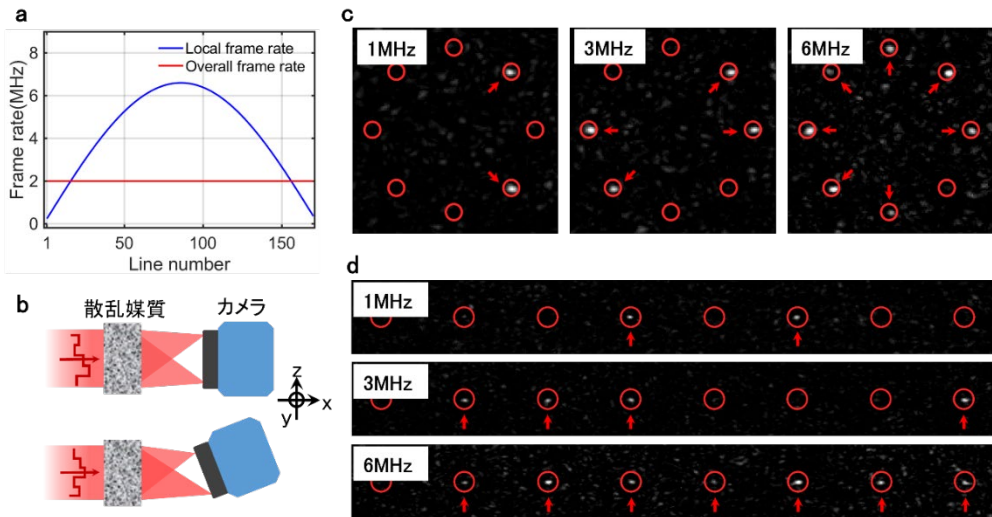 a
Local frame rate
Overall frame rate
Frame rate(MHz)
8
6
4
2
0
1
50
100
150
Line number
b
散乱媒質
カメラ
z
y
x
c
1MHz
3MHz
6MHz
d
1MHz
3MHz
6MHz